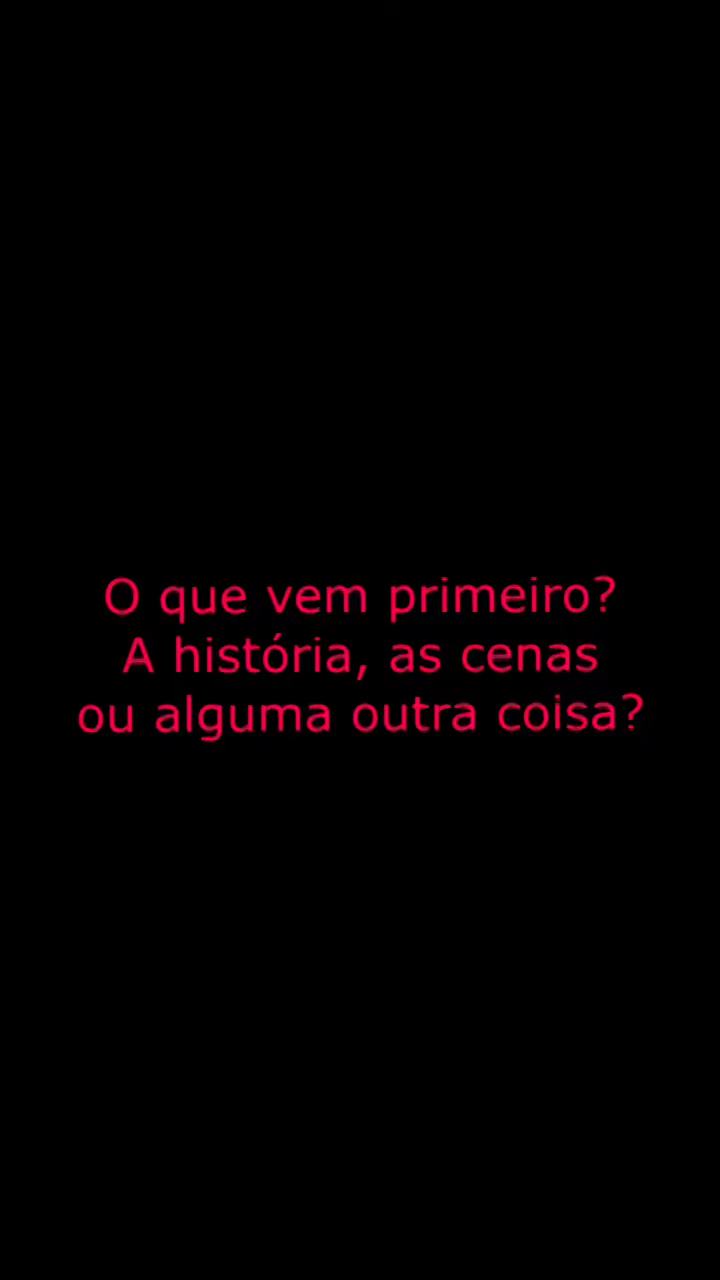 O que vem primeiro?
A história, as cenas
ou alguma outra coisa?